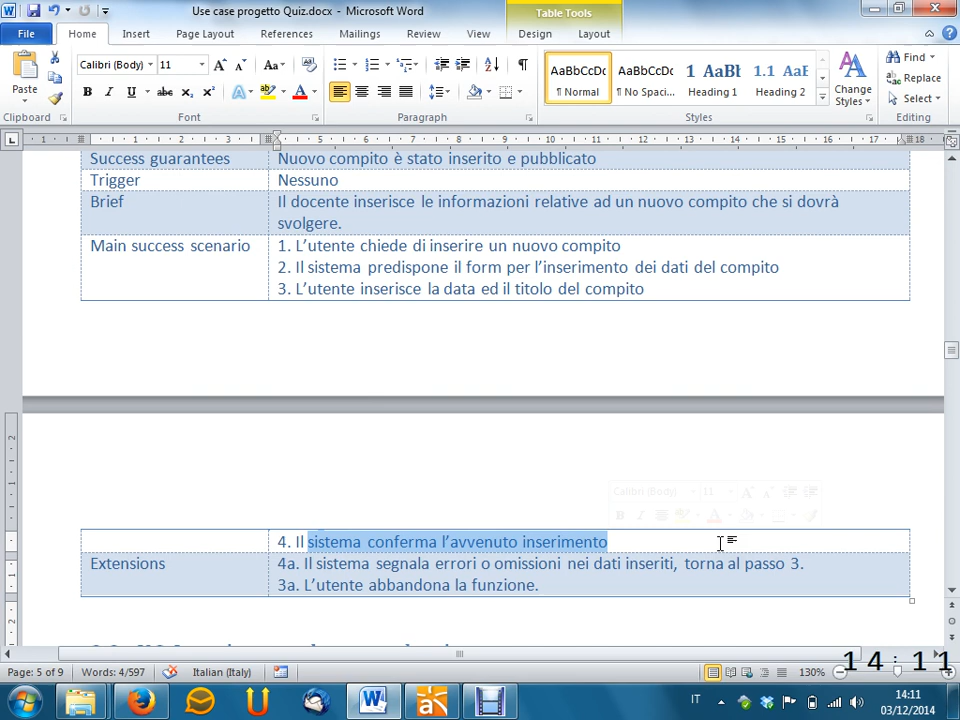 Use case progetto Quiz.docx - Microsoft Word
Table Tools
File Home Insert Page Layout References Mailings Review View Design Layout
Paste
Calibri (Body) 11
AaBbCcDc AaBbCcDc 1 AaBb 1.1 AaE
¶ Normal ¶ No Spaci... Heading 1 Heading 2
Change Styles
Find
Replace
Select
Clipboard Font Paragraph Styles Editing
Success guarantees Nuovo compito è stato inserito e pubblicato
Trigger Nessuno
Brief Il docente inserisce le informazioni relative ad un nuovo compito che si dovrà
svolgere.
Main success scenario 1. L'utente chiede di inserire un nuovo compito
2. Il sistema predispone il form per l'inserimento dei dati del compito
3. L'utente inserisce la data ed il titolo del compito
Calibri (Body) 11
4. Il sistema conferma l'avvenuto inserimento
Extensions 4a. Il sistema segnala errori o omissioni nei dati inseriti, torna al passo 3.
3a. L'utente abbandona la funzione.
Page: 5 of 9 Words: 4/597 Italian (Italy) 130%
14:11
IT
14:11
03/12/2014